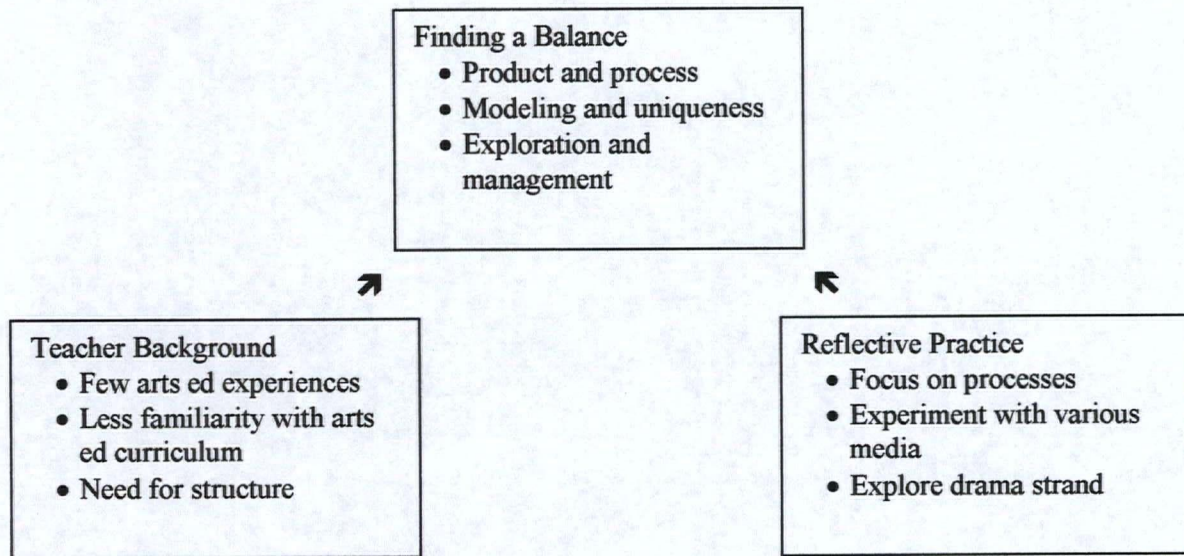 Finding a Balance
• Product and process
• Modeling and uniqueness
• Exploration and
management
Teacher Background
• Few arts ed experiences
• Less familiarity with arts
ed curriculum
• Need for structure
Reflective Practice
• Focus on processes
• Experiment with various
media
• Explore drama strand